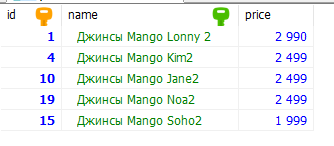 id name price
1 Джинсы Mango Lonny 2 2 990
4 Джинсы Mango Kim2 2 499
10 Джинсы Mango Jane2 2 499
19 Джинсы Mango Noa2 2 499
15 Джинсы Mango Soho2 1 999